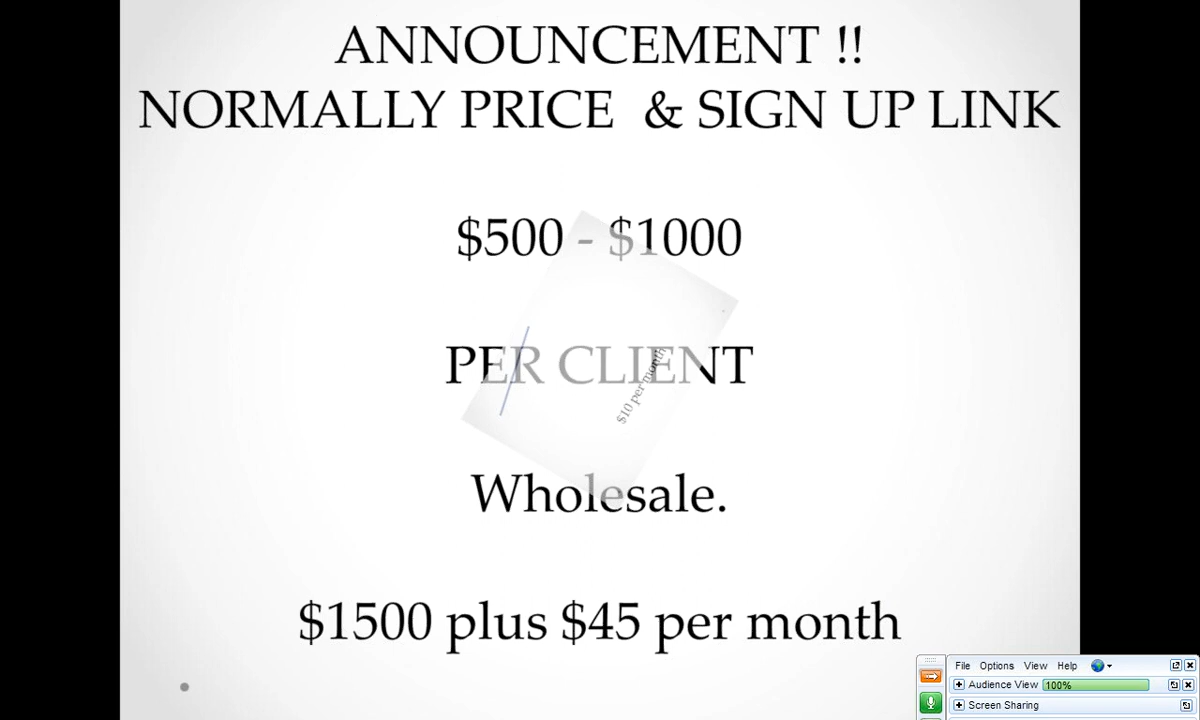 ANNOUNCEMENT !!
NORMALLY PRICE & SIGN UP LINK
$500 - $1000
PER CLIENT
$10 per month
Wholesale.
$1500 plus $45 per month
File Options View Help
Audience View 100%
Screen Sharing